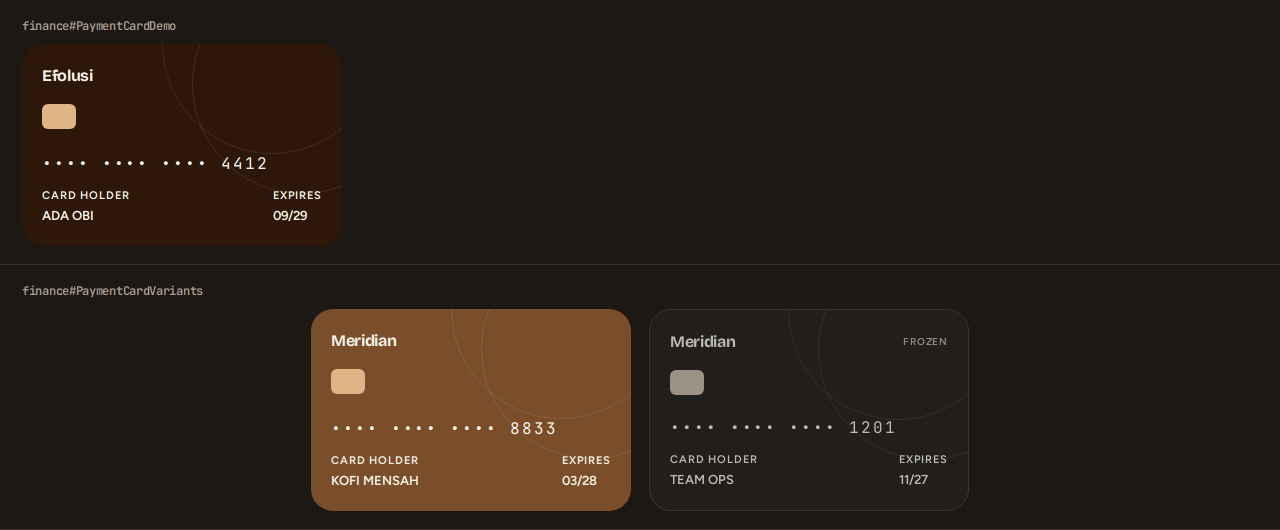 finance#PaymentCardDemo
Efolusi
•••• •••• •••• 4412
CARD HOLDER EXPIRES
ADA OBI 09/29
finance#PaymentCardVariants
Meridian
•••• •••• •••• 8833
CARD HOLDER EXPIRES
KOFI MENSAH 03/28
Meridian FROZEN
•••• •••• •••• 1201
CARD HOLDER EXPIRES
TEAM OPS 11/27